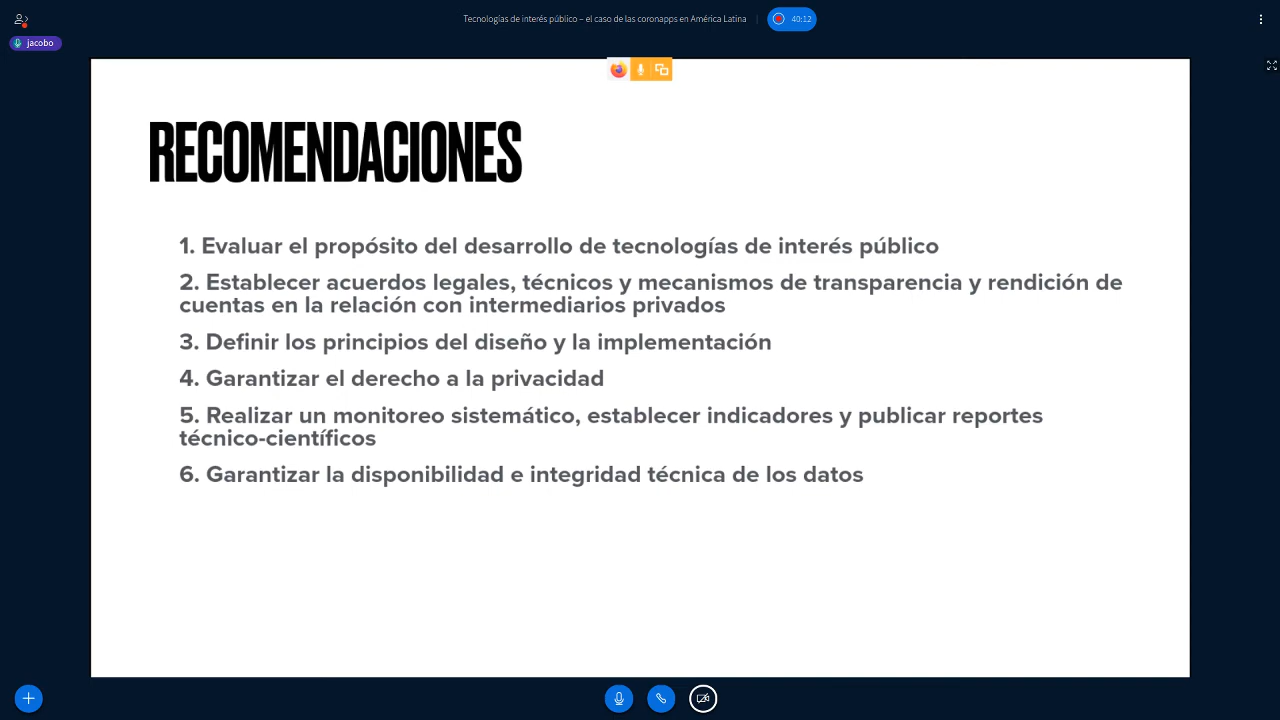 Tecnologías de interés público – el caso de las coronapps en América Latina
40:12
jacobo
RECOMENDACIONES
1. Evaluar el propósito del desarrollo de tecnologías de interés público
2. Establecer acuerdos legales, técnicos y mecanismos de transparencia y rendición de
cuentas en la relación con intermediarios privados
3. Definir los principios del diseño y la implementación
4. Garantizar el derecho a la privacidad
5. Realizar un monitoreo sistemático, establecer indicadores y publicar reportes
técnico-científicos
6. Garantizar la disponibilidad e integridad técnica de los datos